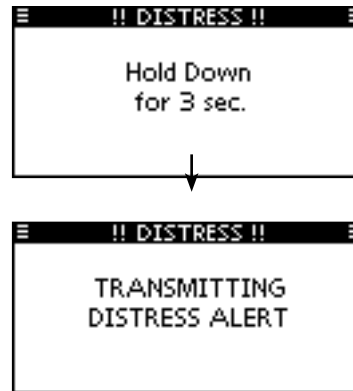 !! DISTRESS !!
Hold Down
for 3 sec.
!! DISTRESS !!
TRANSMITTING
DISTRESS ALERT